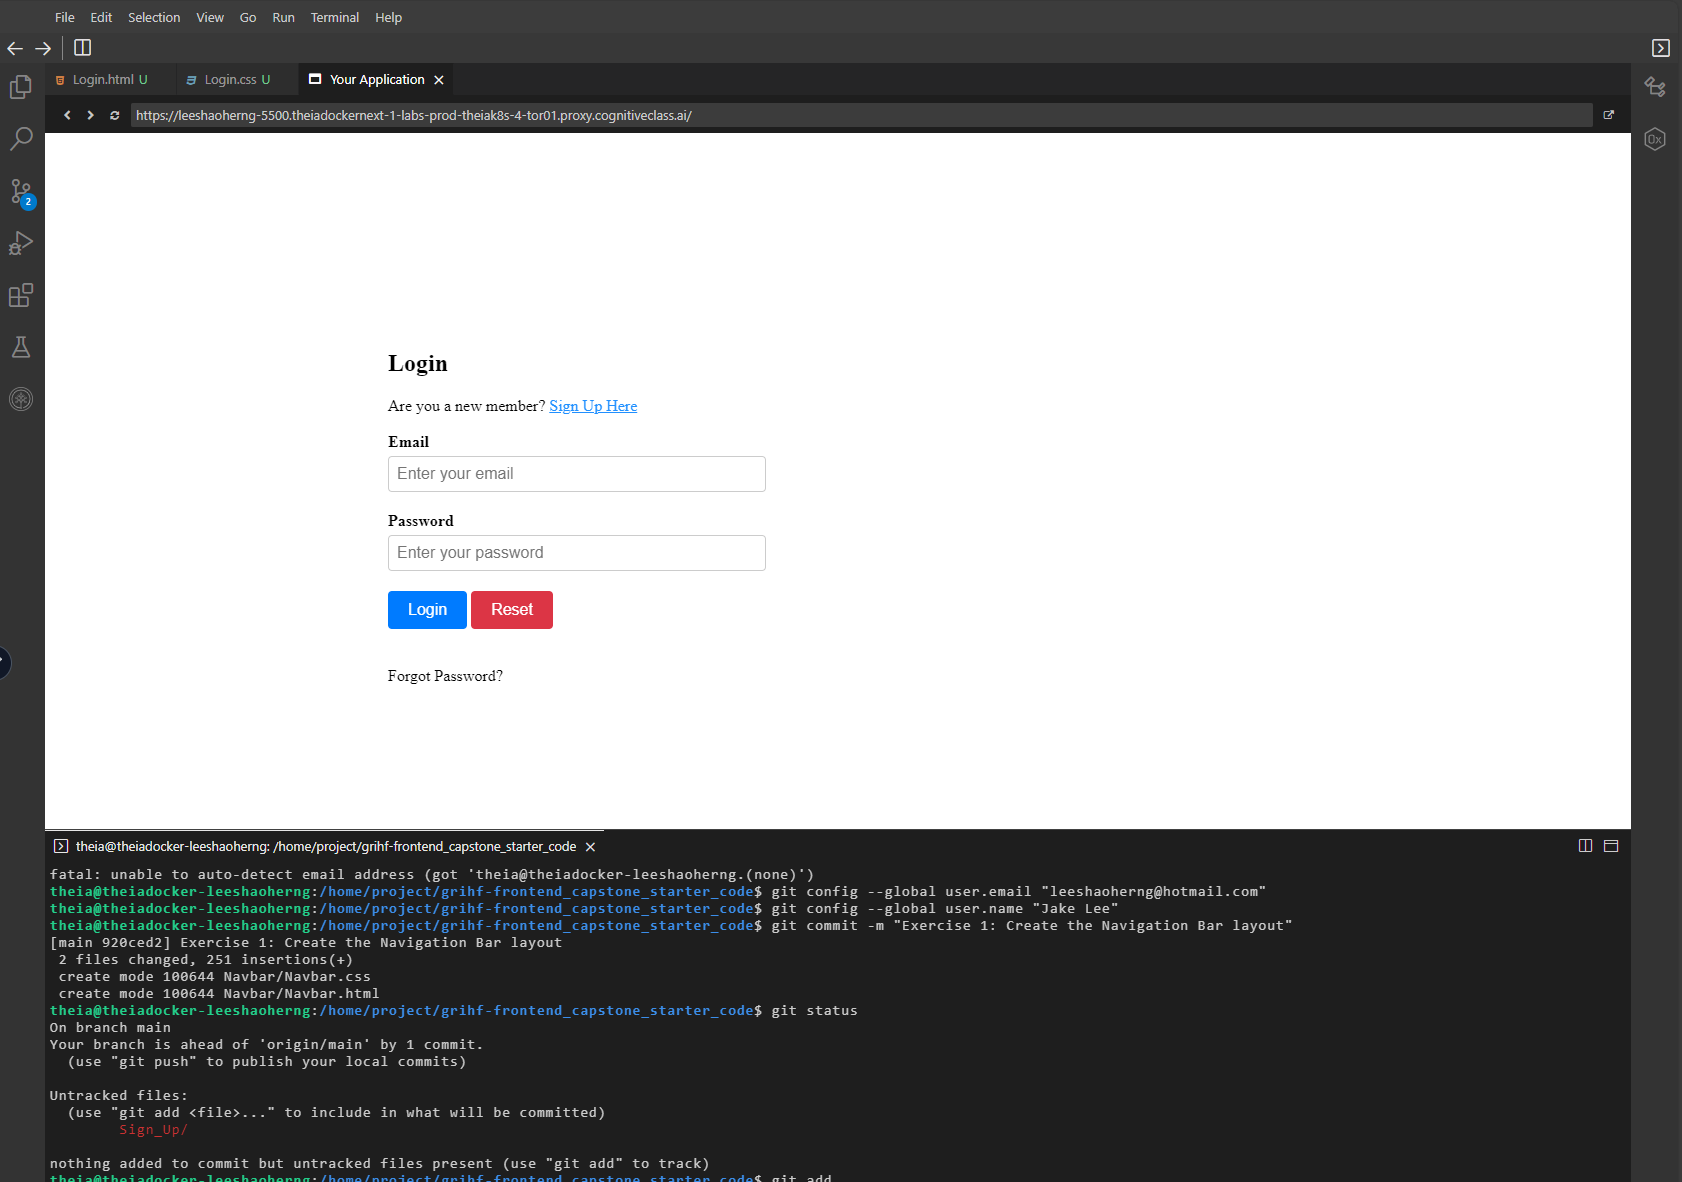 File Edit Selection View Go Run Terminal Help
Login.html U Login.css U Your Application
https://leeshaoherng-5500.theiadockernext-1-labs-prod-theiak8s-4-tor01.proxy.cognitiveclass.ai/
2
0x
Login
Are you a new member? Sign Up Here
Email
Enter your email
Password
Enter your password
Login Reset
Forgot Password?
theia@theiadocker-leeshaoherng: /home/project/grihf-frontend_capstone_starter_code
fatal: unable to auto-detect email address (got 'theia@theiadocker-leeshaoherng.(none)')
theia@theiadocker-leeshaoherng:/home/project/grihf-frontend_capstone_starter_code$ git config --global user.email "leeshaoherng@hotmail.com"
theia@theiadocker-leeshaoherng:/home/project/grihf-frontend_capstone_starter_code$ git config --global user.name "Jake Lee"
theia@theiadocker-leeshaoherng:/home/project/grihf-frontend_capstone_starter_code$ git commit -m "Exercise 1: Create the Navigation Bar layout"
[main 920ced2] Exercise 1: Create the Navigation Bar layout
2 files changed, 251 insertions(+)
create mode 100644 Navbar/Navbar.css
create mode 100644 Navbar/Navbar.html
theia@theiadocker-leeshaoherng:/home/project/grihf-frontend_capstone_starter_code$ git status
On branch main
Your branch is ahead of 'origin/main' by 1 commit.
(use "git push" to publish your local commits)
Untracked files:
(use "git add <file>..." to include in what will be committed)
Sign_Up/
nothing added to commit but untracked files present (use "git add" to track)
theia@theiadocker-leeshaoherng:/home/project/grihf-frontend_capstone_starter_code$ git add